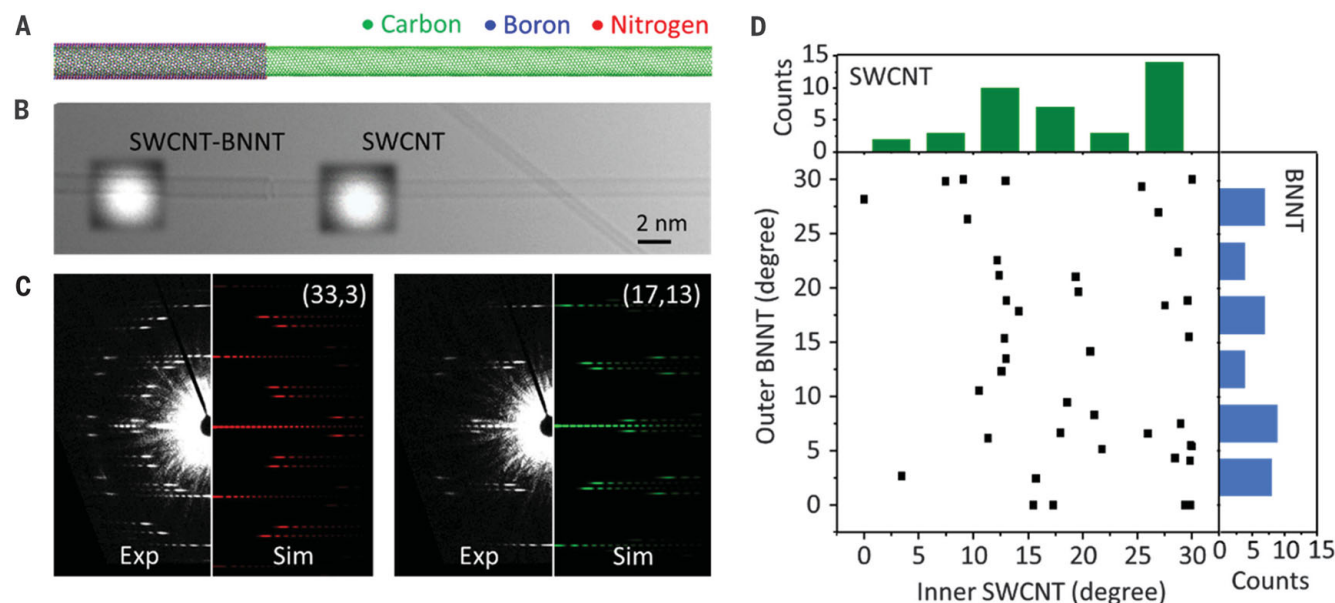 A
• Carbon • Boron • Nitrogen
B
SWCNT-BNNT SWCNT
2 nm
C
(33,3)
Exp Sim
(17,13)
Exp Sim
D
15
10
5
0
Counts
SWCNT
30
25
20
15
10
5
0
Outer BNNT (degree)
0 5 10 15 20 25 30
Inner SWCNT (degree)
BNNT
0 5 10 15
Counts